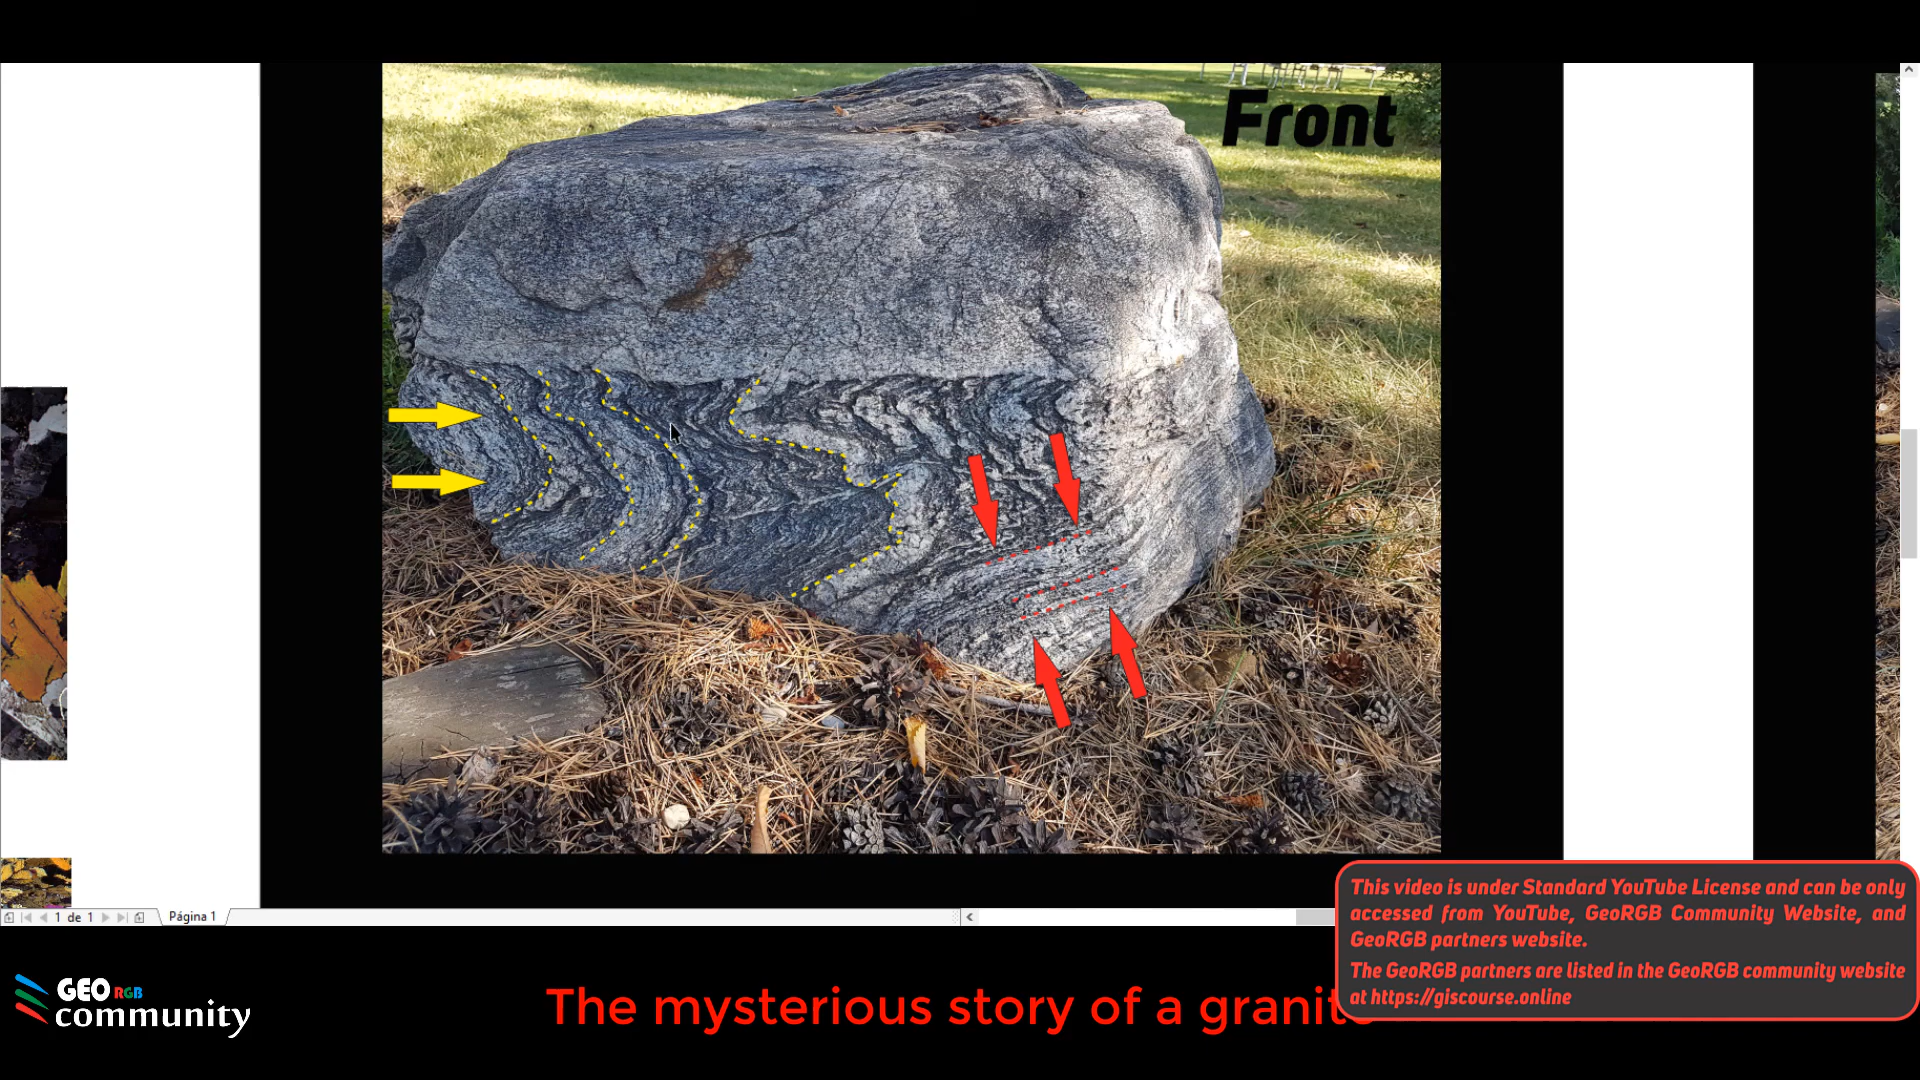 Front
1 de 1
Página 1
This video is under Standard YouTube License and can be only
accessed from YouTube, GeoRGB Community Website, and
GeoRGB partners website.
The GeoRGB partners are listed in the GeoRGB community website
at https://giscourse.online
GEO RGB
community
The mysterious story of a granite